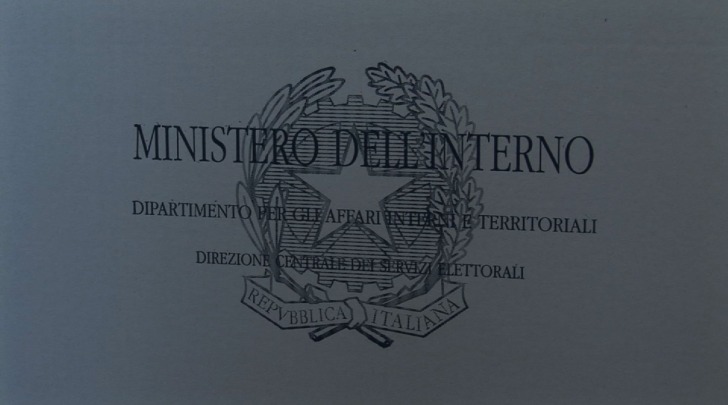 MINISTERO DELL'INTERNO
DIPARTIMENTO PER GLI AFFARI INTERNI E TERRITORIALI
DIREZIONE CENTRALE DEI SERVIZI ELETTORALI
REPVBBLICA ITALIANA